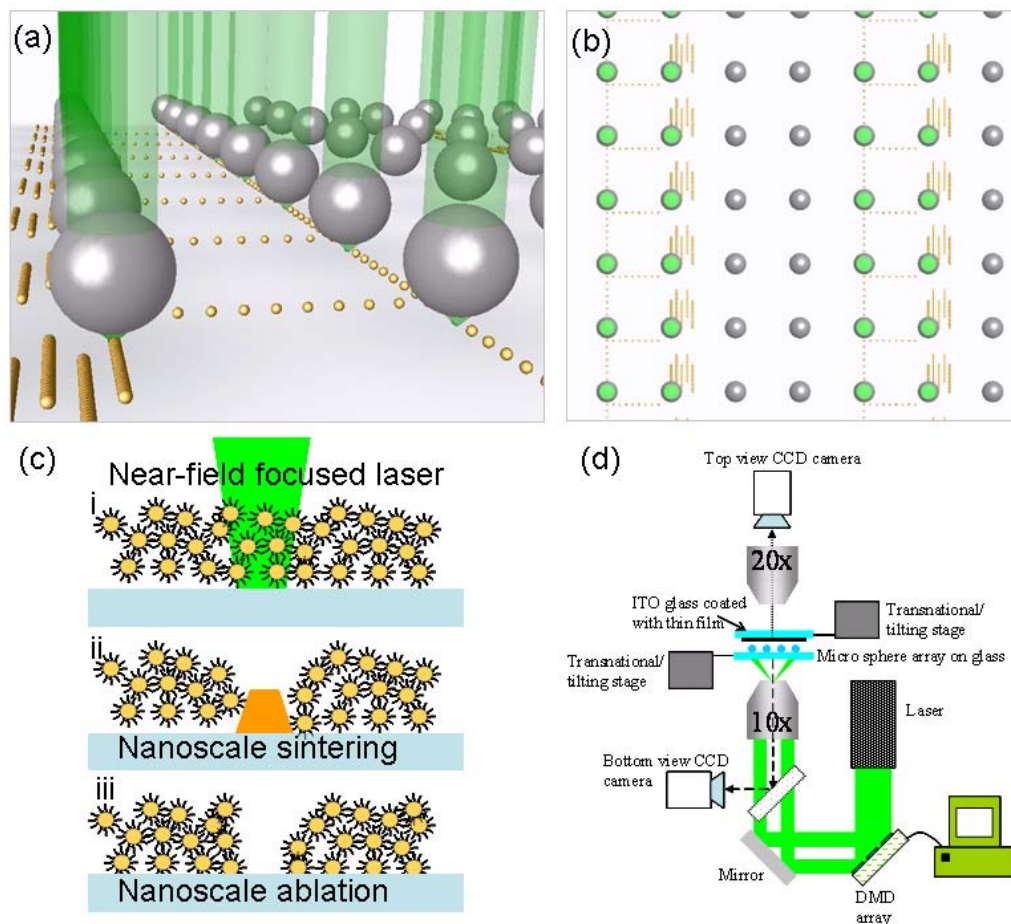 (a)
(b)
(c)
Near-field focused laser
i
ii
Nanoscale sintering
iii
Nanoscale ablation
(d)
Top view CCD
camera
20x
ITO glass coated
with thin film
Transnational/
tilting stage
Micro sphere array on glass
Transnational/
tilting stage
10x
Laser
Bottom view CCD
camera
Mirror
DMD
array